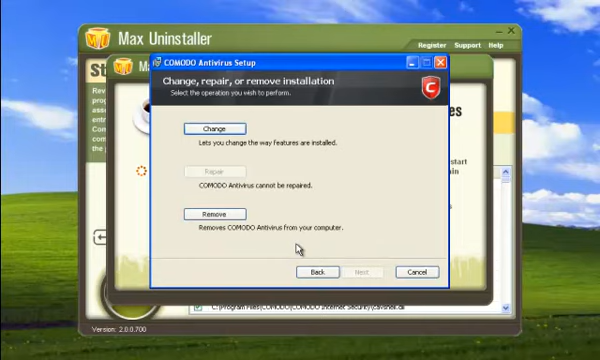 Max Uninstaller
Register Support Help
COMODO Antivirus Setup
Change, repair, or remove installation
Select the operation you wish to perform.
Change
Lets you change the way features are installed.
Repair
COMODO Antivirus cannot be repaired.
Remove
Removes COMODO Antivirus from your computer.
Back
Next
Cancel
C:\Program Files\COMODO\COMODO Internet Security\cavshell.dll
Version: 2.0.0.700